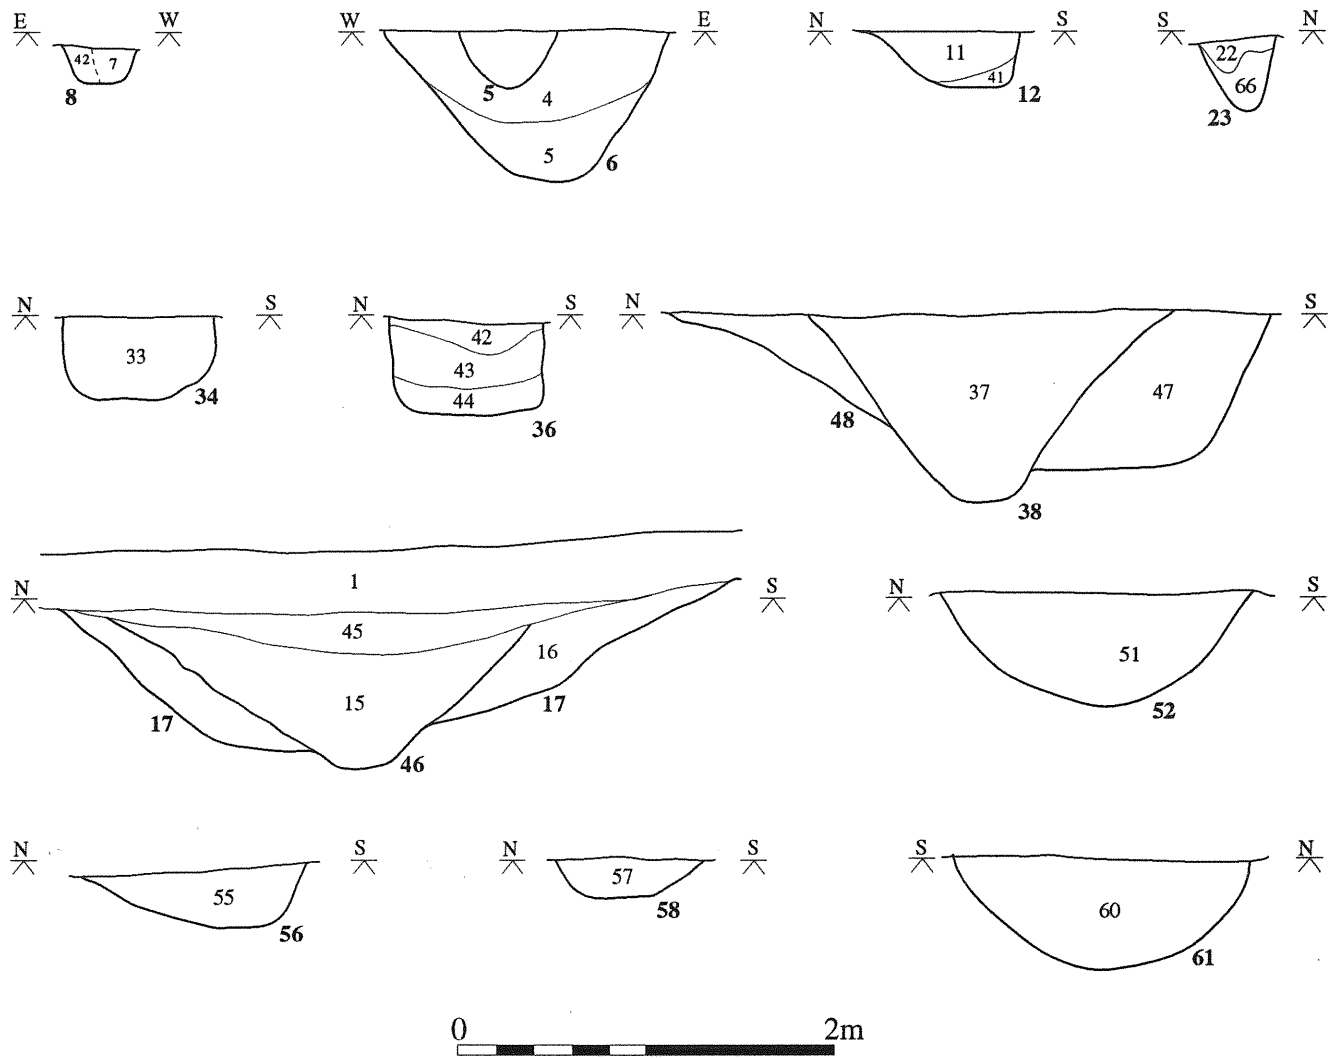 E W W E N S S N
42 7 5 4 11 41 22 66
8 5 6 12 23
N S N S N S
33 42 43 44 37 47
34 36 48 38
1
N S N S
45 16 51
15
17 17 46 52
N S N S S N
55 57 60
56 58 61
0 2m